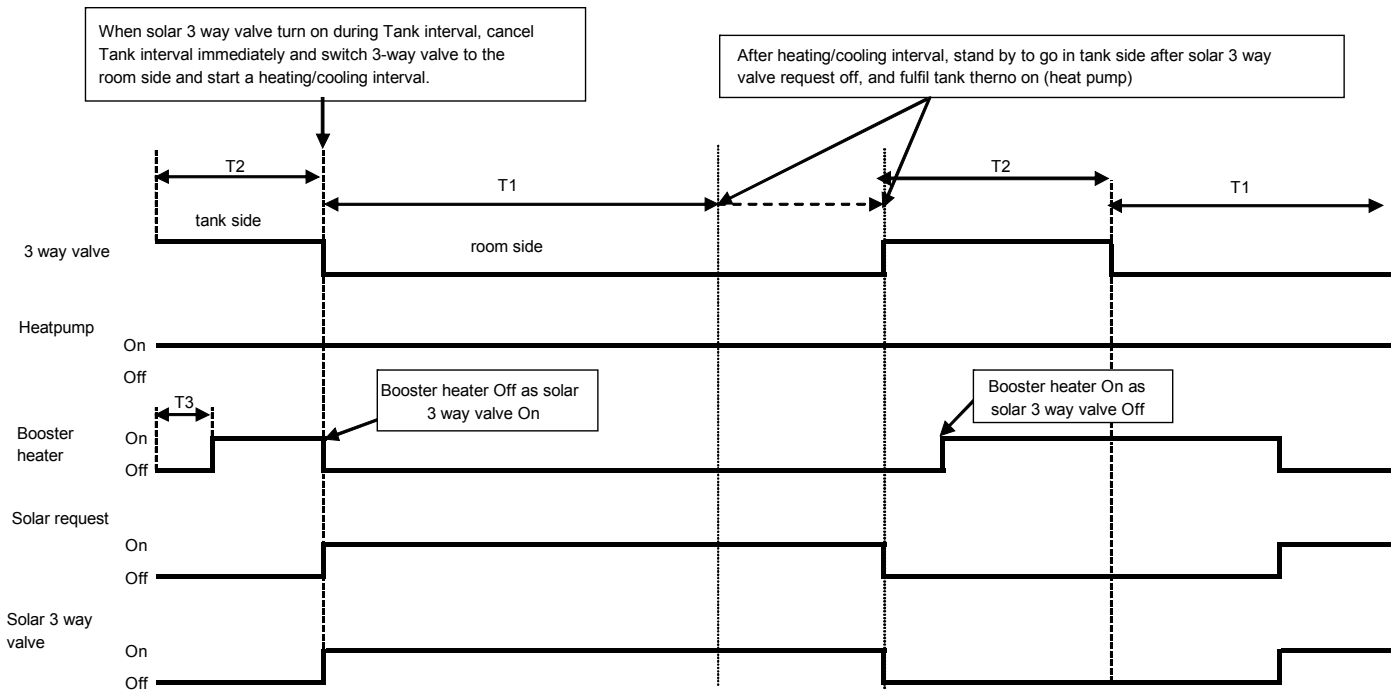 When solar 3 way valve turn on during Tank interval, cancel
Tank interval immediately and switch 3-way valve to the
room side and start a heating/cooling interval.
After heating/cooling interval, stand by to go in tank side after solar 3 way
valve request off, and fulfil tank therno on (heat pump)
T2
T1
T2
T1
tank side
room side
3 way valve
Heatpump
On
Off
T3
Booster heater Off as solar
3 way valve On
Booster heater On as
solar 3 way valve Off
Booster
heater
On
Off
Solar request
On
Off
Solar 3 way
valve
On
Off